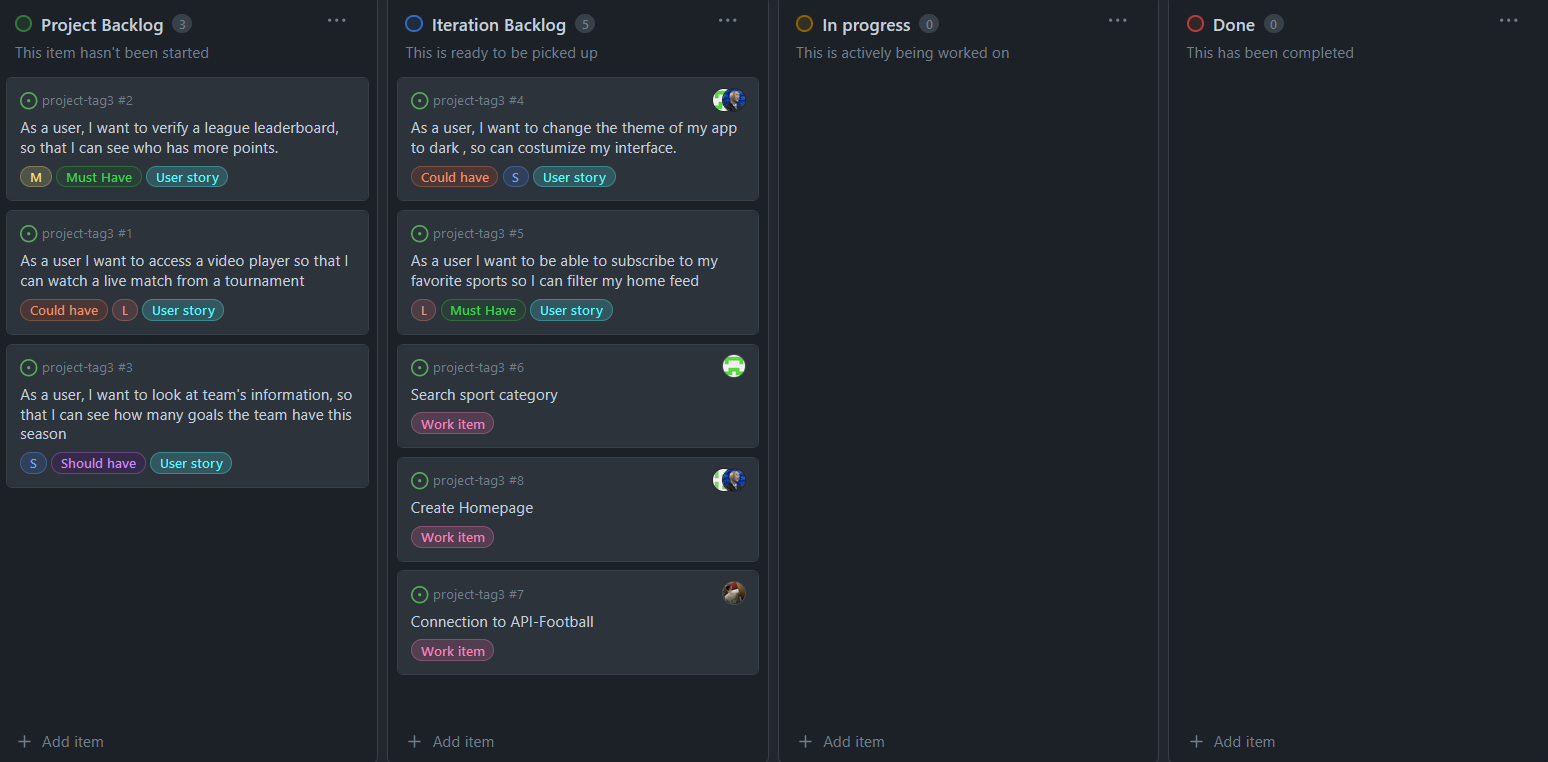 Project Backlog 3
This item hasn't been started
project-tag3 #2
As a user, I want to verify a league leaderboard,
so that I can see who has more points.
M Must Have User story
project-tag3 #1
As a user I want to access a video player so that I
can watch a live match from a tournament
Could have L User story
project-tag3 #3
As a user, I want to look at team's information, so
that I can see how many goals the team have this
season
S Should have User story
Add item
Iteration Backlog 5
This is ready to be picked up
project-tag3 #4
As a user, I want to change the theme of my app
to dark , so can costumize my interface.
Could have S User story
project-tag3 #5
As a user I want to be able to subscribe to my
favorite sports so I can filter my home feed
L Must Have User story
project-tag3 #6
Search sport category
Work item
project-tag3 #8
Create Homepage
Work item
project-tag3 #7
Connection to API-Football
Work item
Add item
In progress 0
This is actively being worked on
Add item
Done 0
This has been completed
Add item